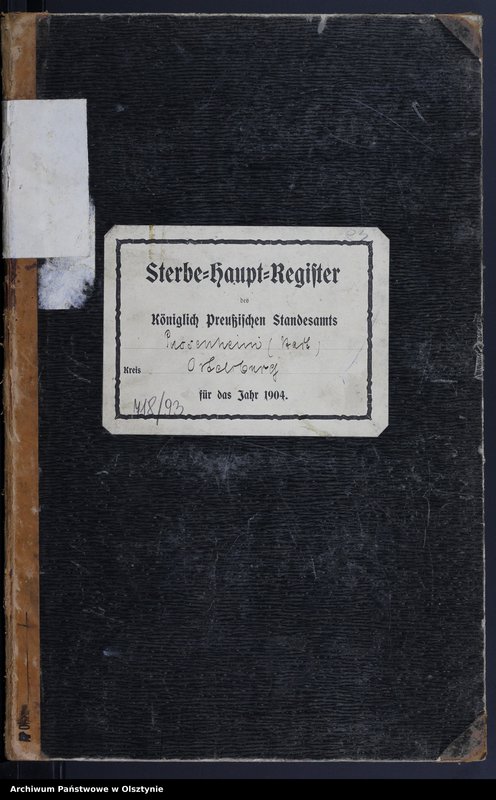 93
Sterbe-Haupt-Register
des
Königlich Preußischen Standesamts
Passenheim (Stadt)
Kreis Ortelsburg
für das Jahr 1904.
418/93
Archiwum Państwowe w Olsztynie